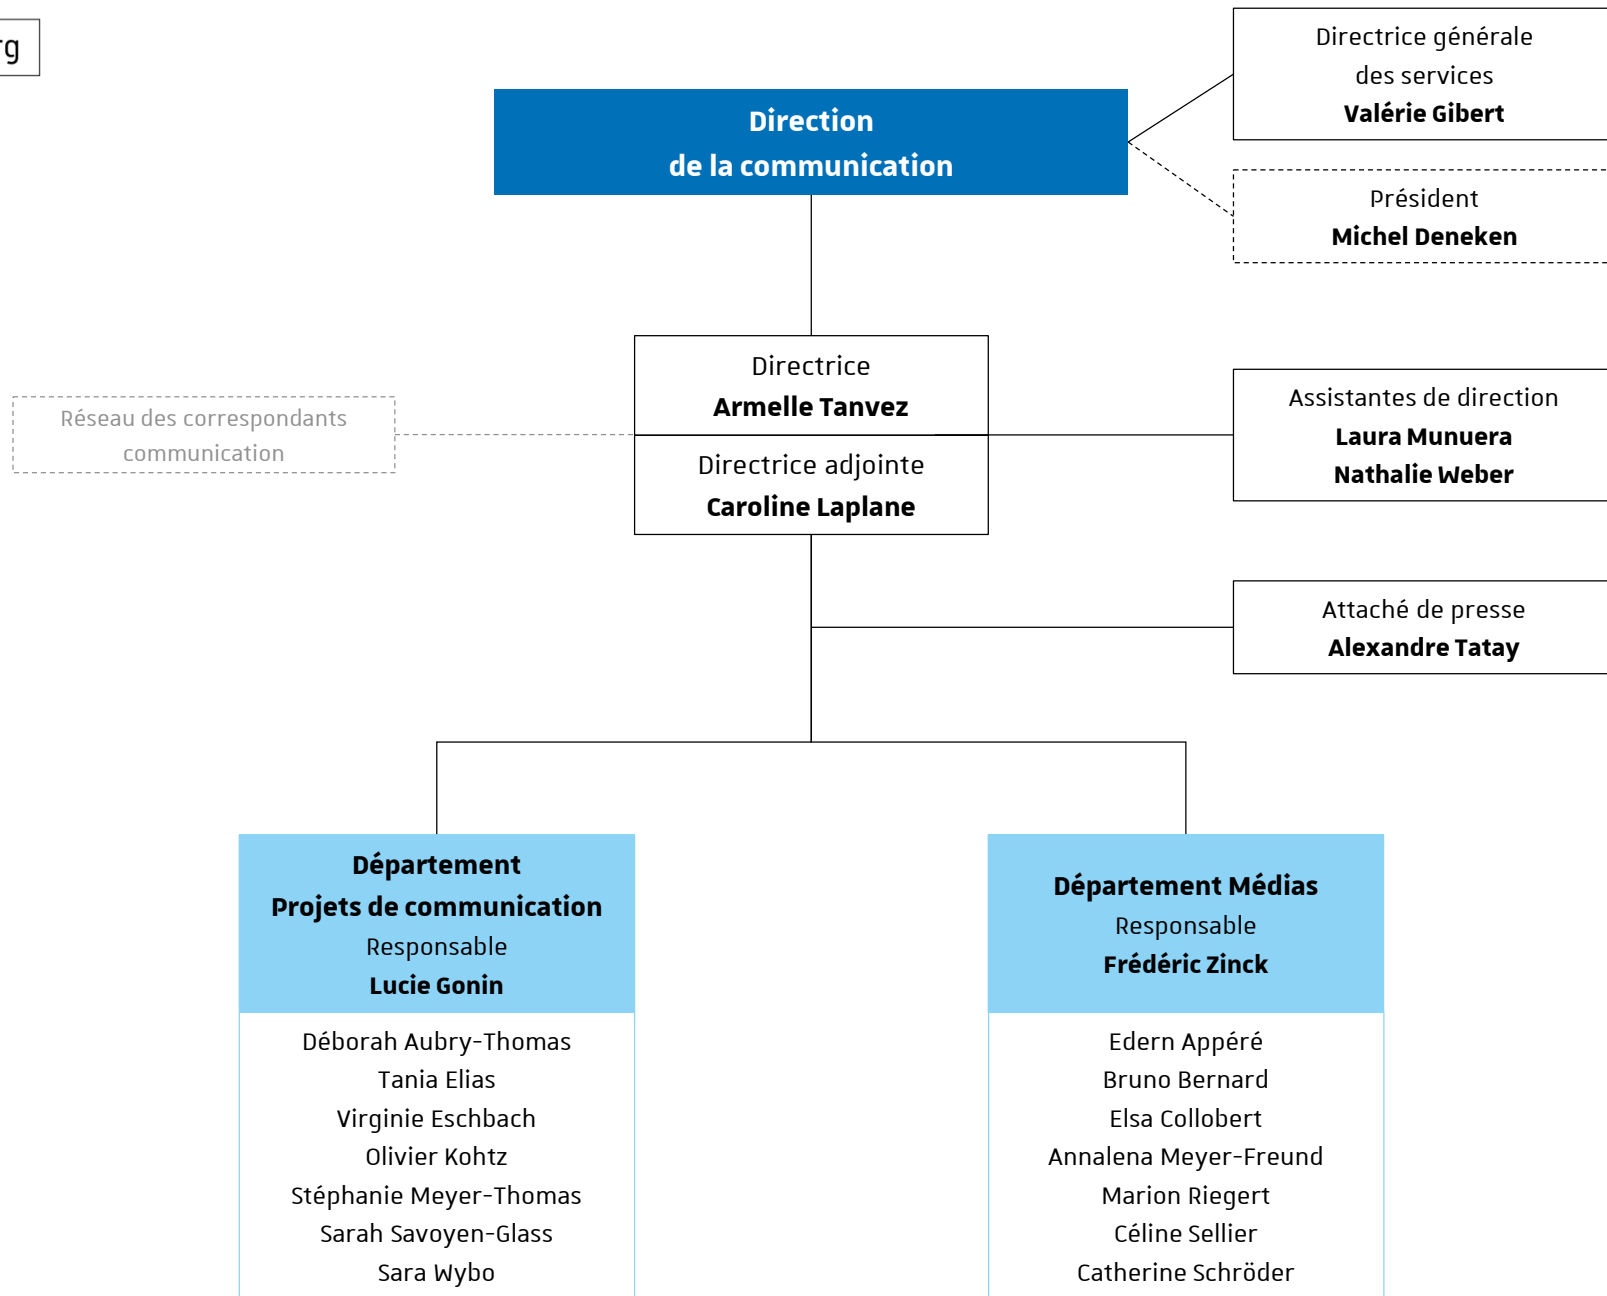 rg
Directrice générale
des services
Valérie Gibert
Direction
de la communication
Président
Michel Deneken
Directrice
Armelle Tanvez
Directrice adjointe
Caroline Laplane
Réseau des correspondants
communication
Assistantes de direction
Laura Munuera
Nathalie Weber
Attaché de presse
Alexandre Tatay
Département
Projets de communication
Responsable
Lucie Gonin
Déborah Aubry-Thomas
Tania Elias
Virginie Eschbach
Olivier Kohtz
Stéphanie Meyer-Thomas
Sarah Savoyen-Glass
Sara Wybo
Département Médias
Responsable
Frédéric Zinck
Edern Appéré
Bruno Bernard
Elsa Collobert
Annalena Meyer-Freund
Marion Riegert
Céline Sellier
Catherine Schröder